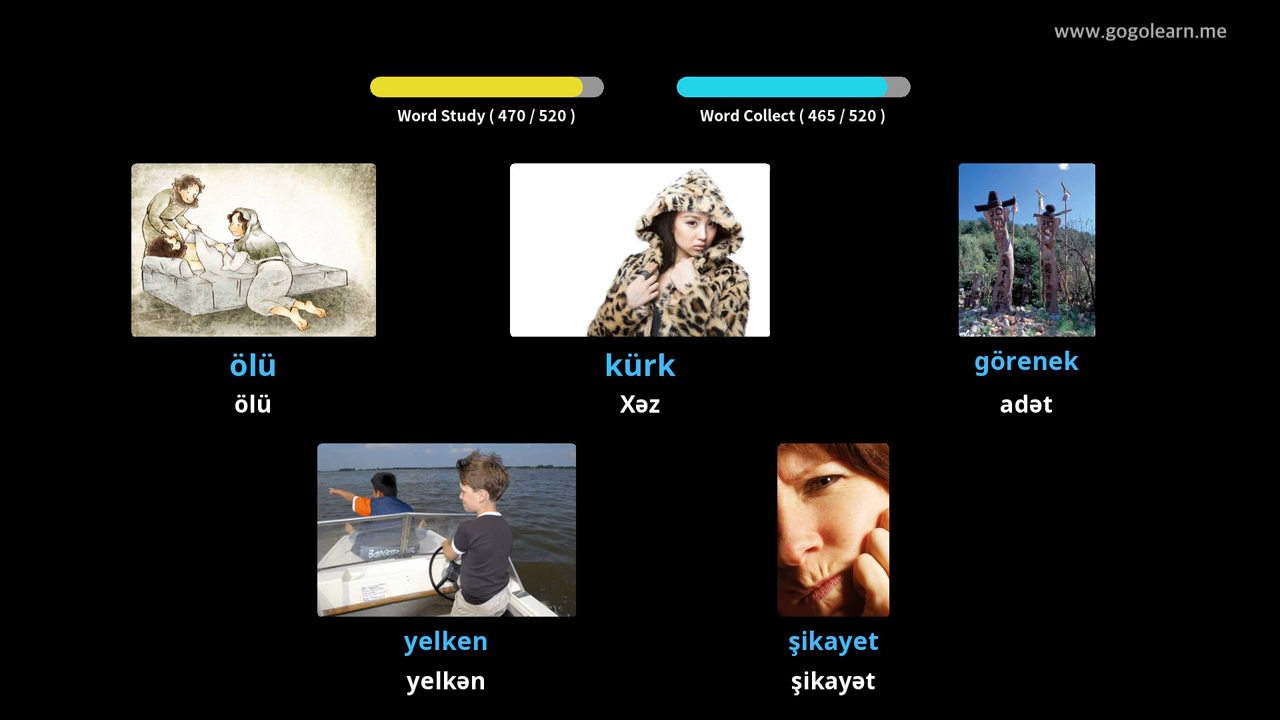 www.gogolearn.me
Word Study ( 470 / 520 )
Word Collect ( 465 / 520 )
ölü
kürk
görenek
ölü
Xəz
adət
yelken
şikayet
yelkən
şikayət